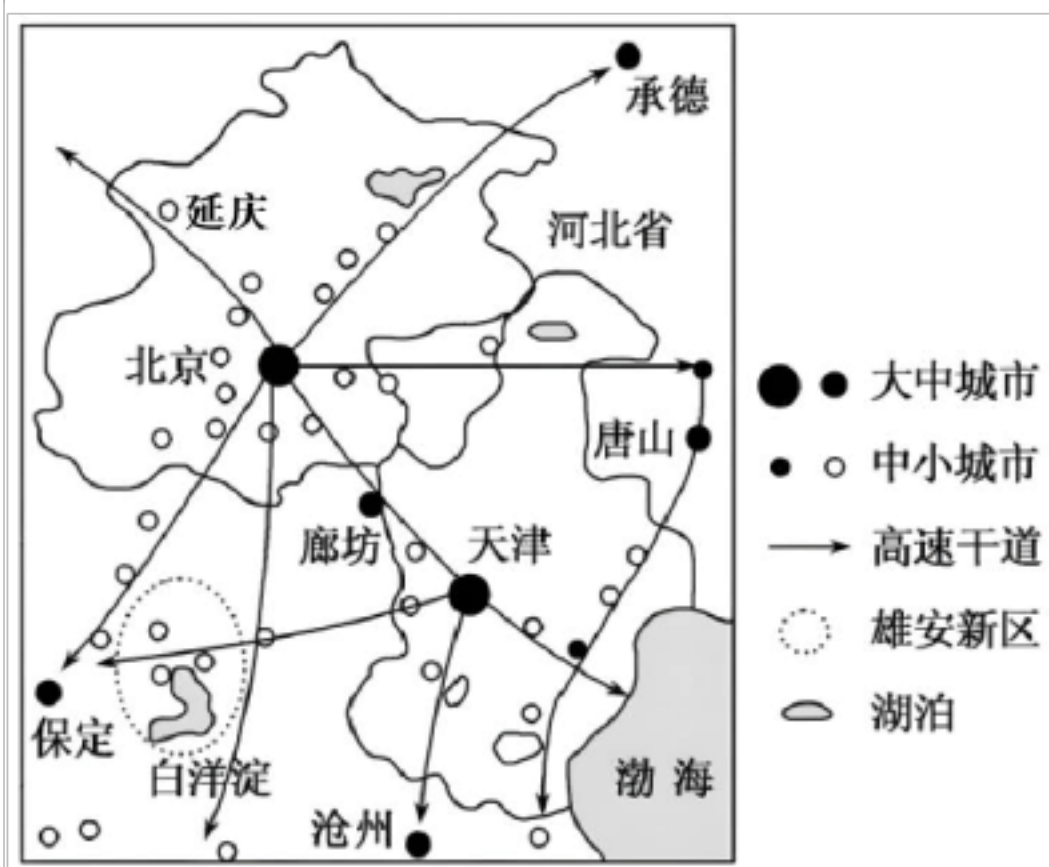 承德
延庆
河北省
北京
唐山
廊坊
天津
保定
白洋淀
沧州
渤海
大中城市
中小城市
高速干道
雄安新区
湖泊